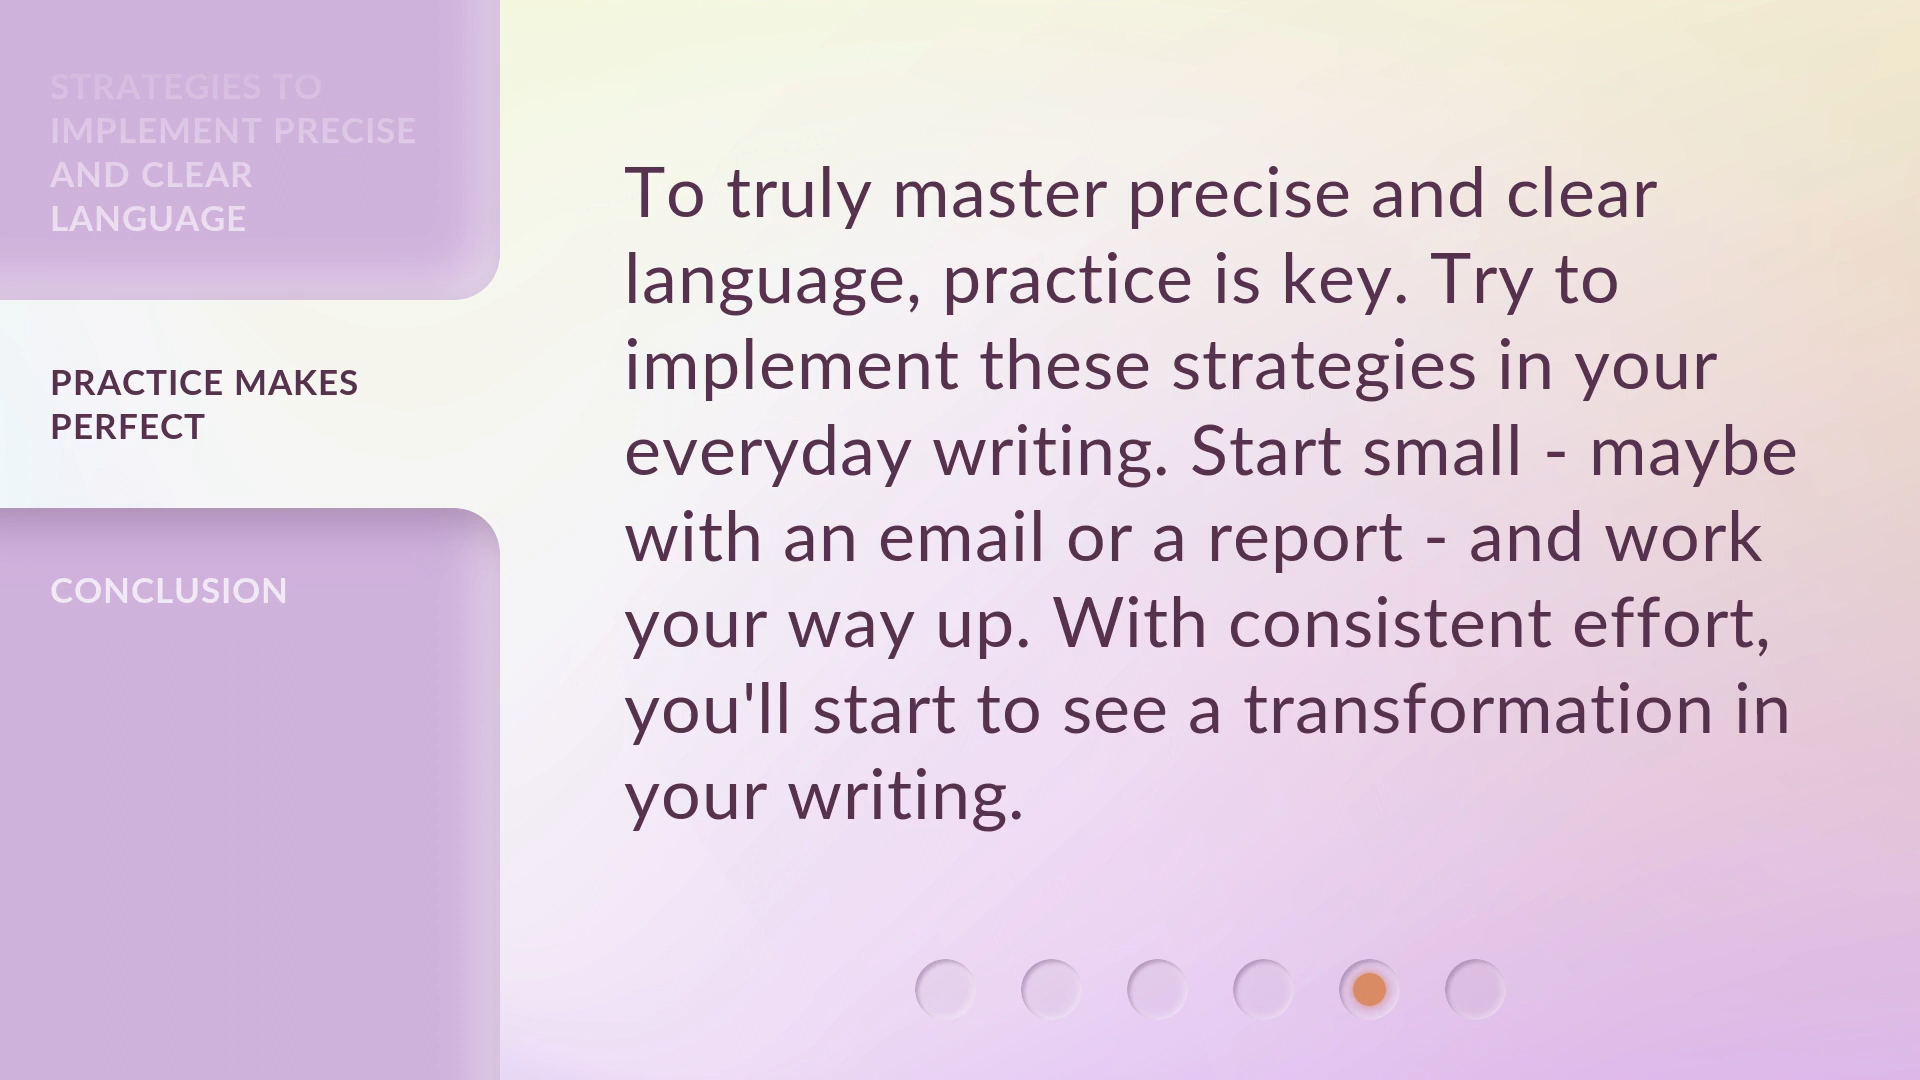 STRATEGIES TO
IMPLEMENT PRECISE
AND CLEAR
LANGUAGE
PRACTICE MAKES
PERFECT
CONCLUSION
To truly master precise and clear
language, practice is key. Try to
implement these strategies in your
everyday writing. Start small - maybe
with an email or a report - and work
your way up. With consistent effort,
you'll start to see a transformation in
your writing.